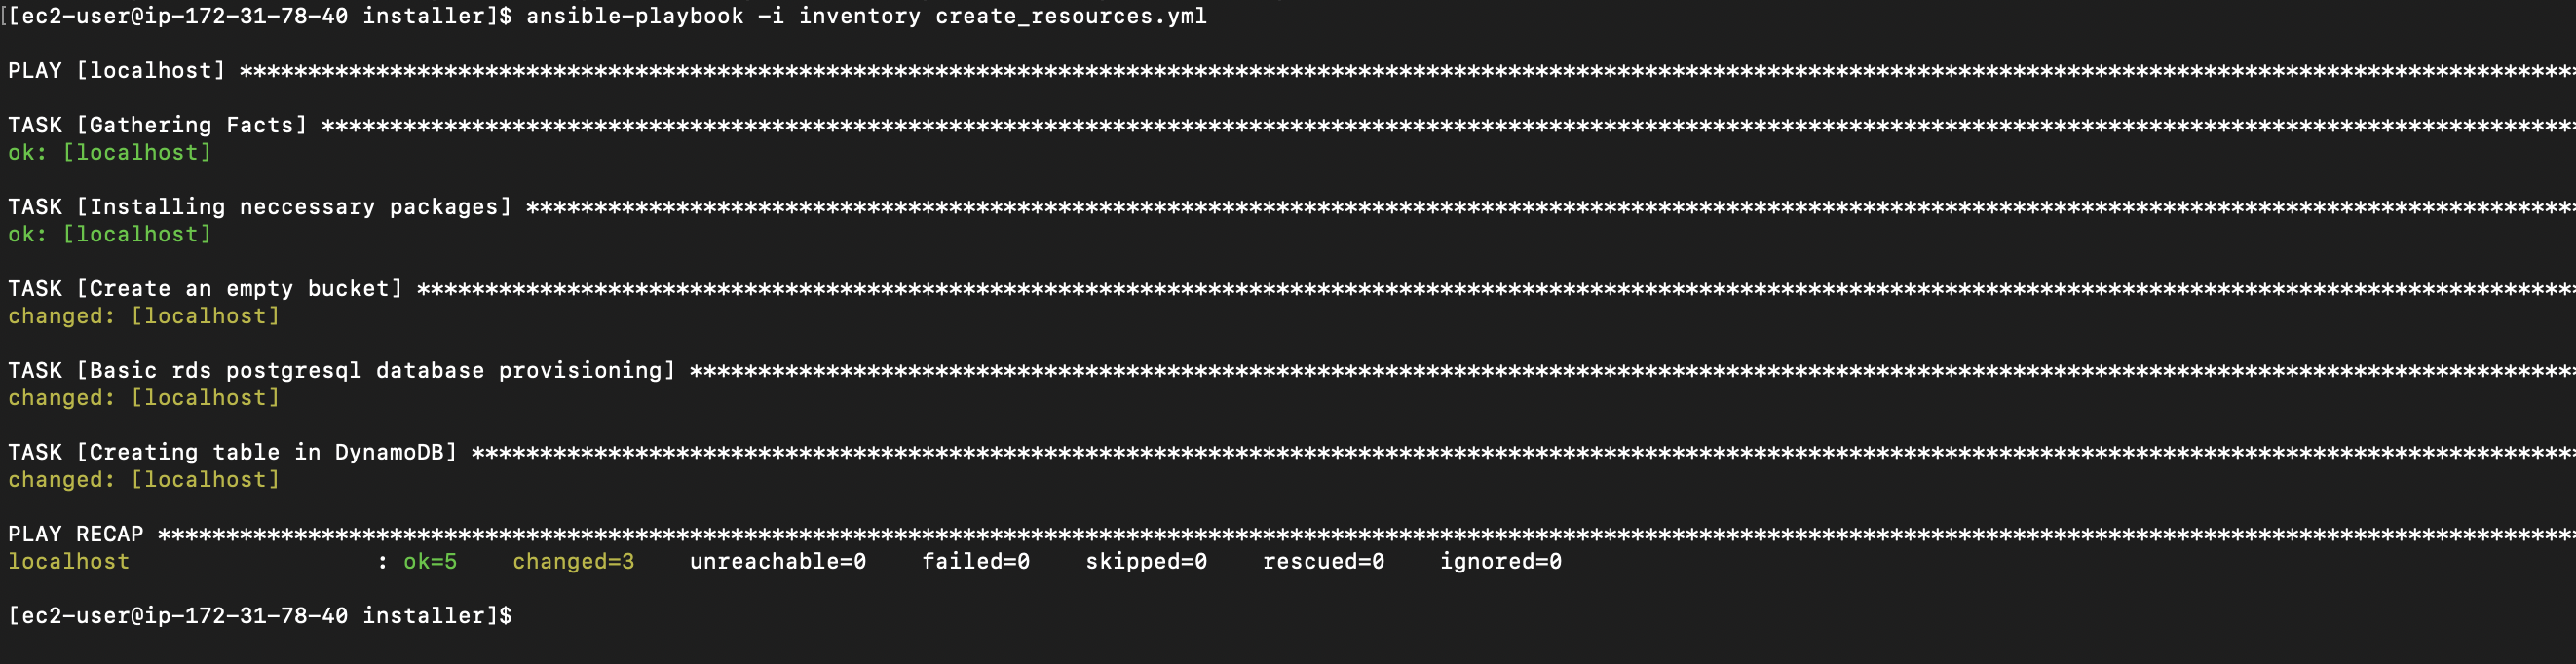 [[ec2-user@ip-172-31-78-40 installer]$ ansible-playbook -i inventory create_resources.yml
PLAY [localhost] ****************************************************************************************************************************************************************************
TASK [Gathering Facts] **********************************************************************************************************************************************************************
ok: [localhost]
TASK [Installing neccessary packages] *******************************************************************************************************************************************************
ok: [localhost]
TASK [Create an empty bucket] ***************************************************************************************************************************************************************
changed: [localhost]
TASK [Basic rds postgresql database provisioning] *******************************************************************************************************************************************
changed: [localhost]
TASK [Creating table in DynamoDB] ***********************************************************************************************************************************************************
changed: [localhost]
PLAY RECAP **********************************************************************************************************************************************************************************
localhost                  : ok=5    changed=3    unreachable=0    failed=0    skipped=0    rescued=0    ignored=0
[ec2-user@ip-172-31-78-40 installer]$